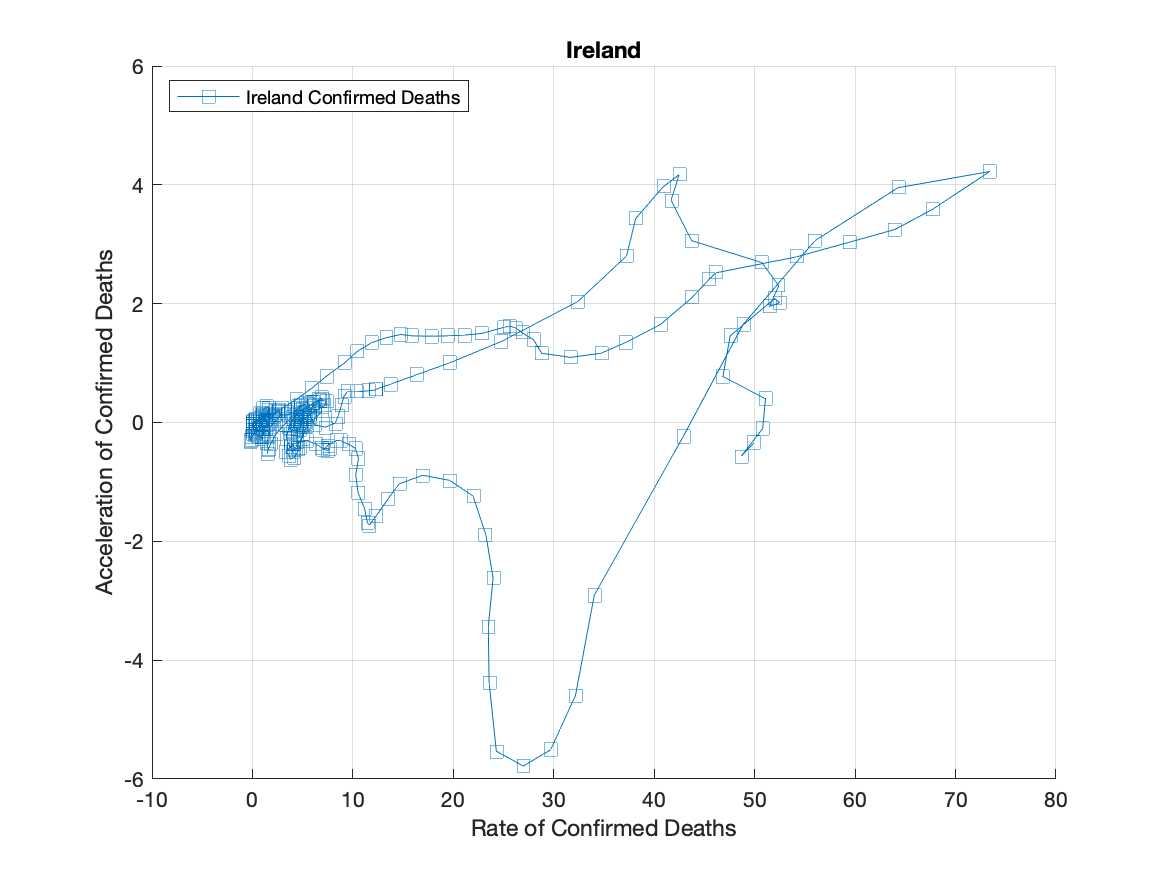 Ireland
Ireland Confirmed Deaths
6
4
2
0
-2
-4
-6
Acceleration of Confirmed Deaths
-10 0 10 20 30 40 50 60 70 80
Rate of Confirmed Deaths